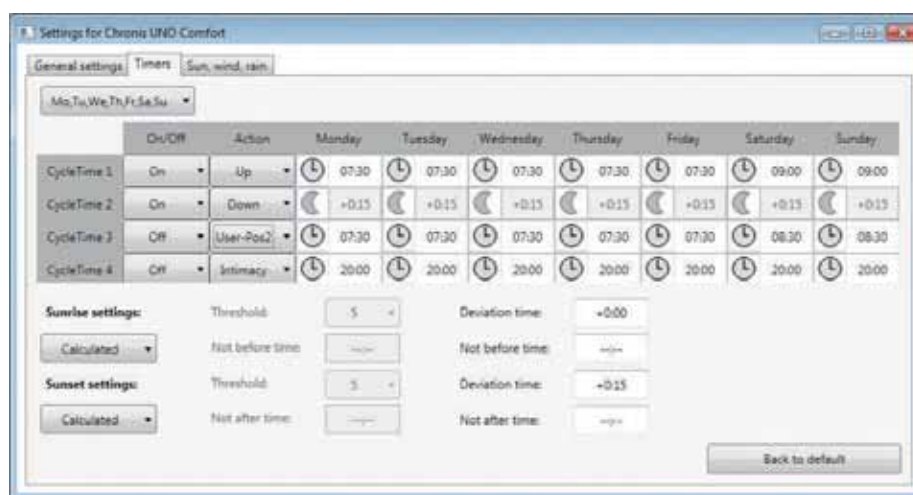 Settings for Chronis UNO Comfort
General settings Timers Sun, wind, rain
Mo,Tu,We,Th,Fr,Sa,Su
On/Off Action Monday Tuesday Wednesday Thursday Friday Saturday Sunday
CycleTime 1 On Up 07:30 07:30 07:30 07:30 07:30 09:00 09:00
CycleTime 2 On Down +0:15 +0:15 +0:15 +0:15 +0:15 +0:15 +0:15
CycleTime 3 Off User-Pos2 07:30 07:30 07:30 07:30 07:30 08:30 08:30
CycleTime 4 Off Intimacy 20:00 20:00 20:00 20:00 20:00 20:00 20:00
Sunrise settings: Threshold: 5 Deviation time: +0:00
Calculated Not before time: --:-- Not before time: --:--
Sunset settings: Threshold: 5 Deviation time: +0:15
Calculated Not after time: --:-- Not after time: --:--
Back to default